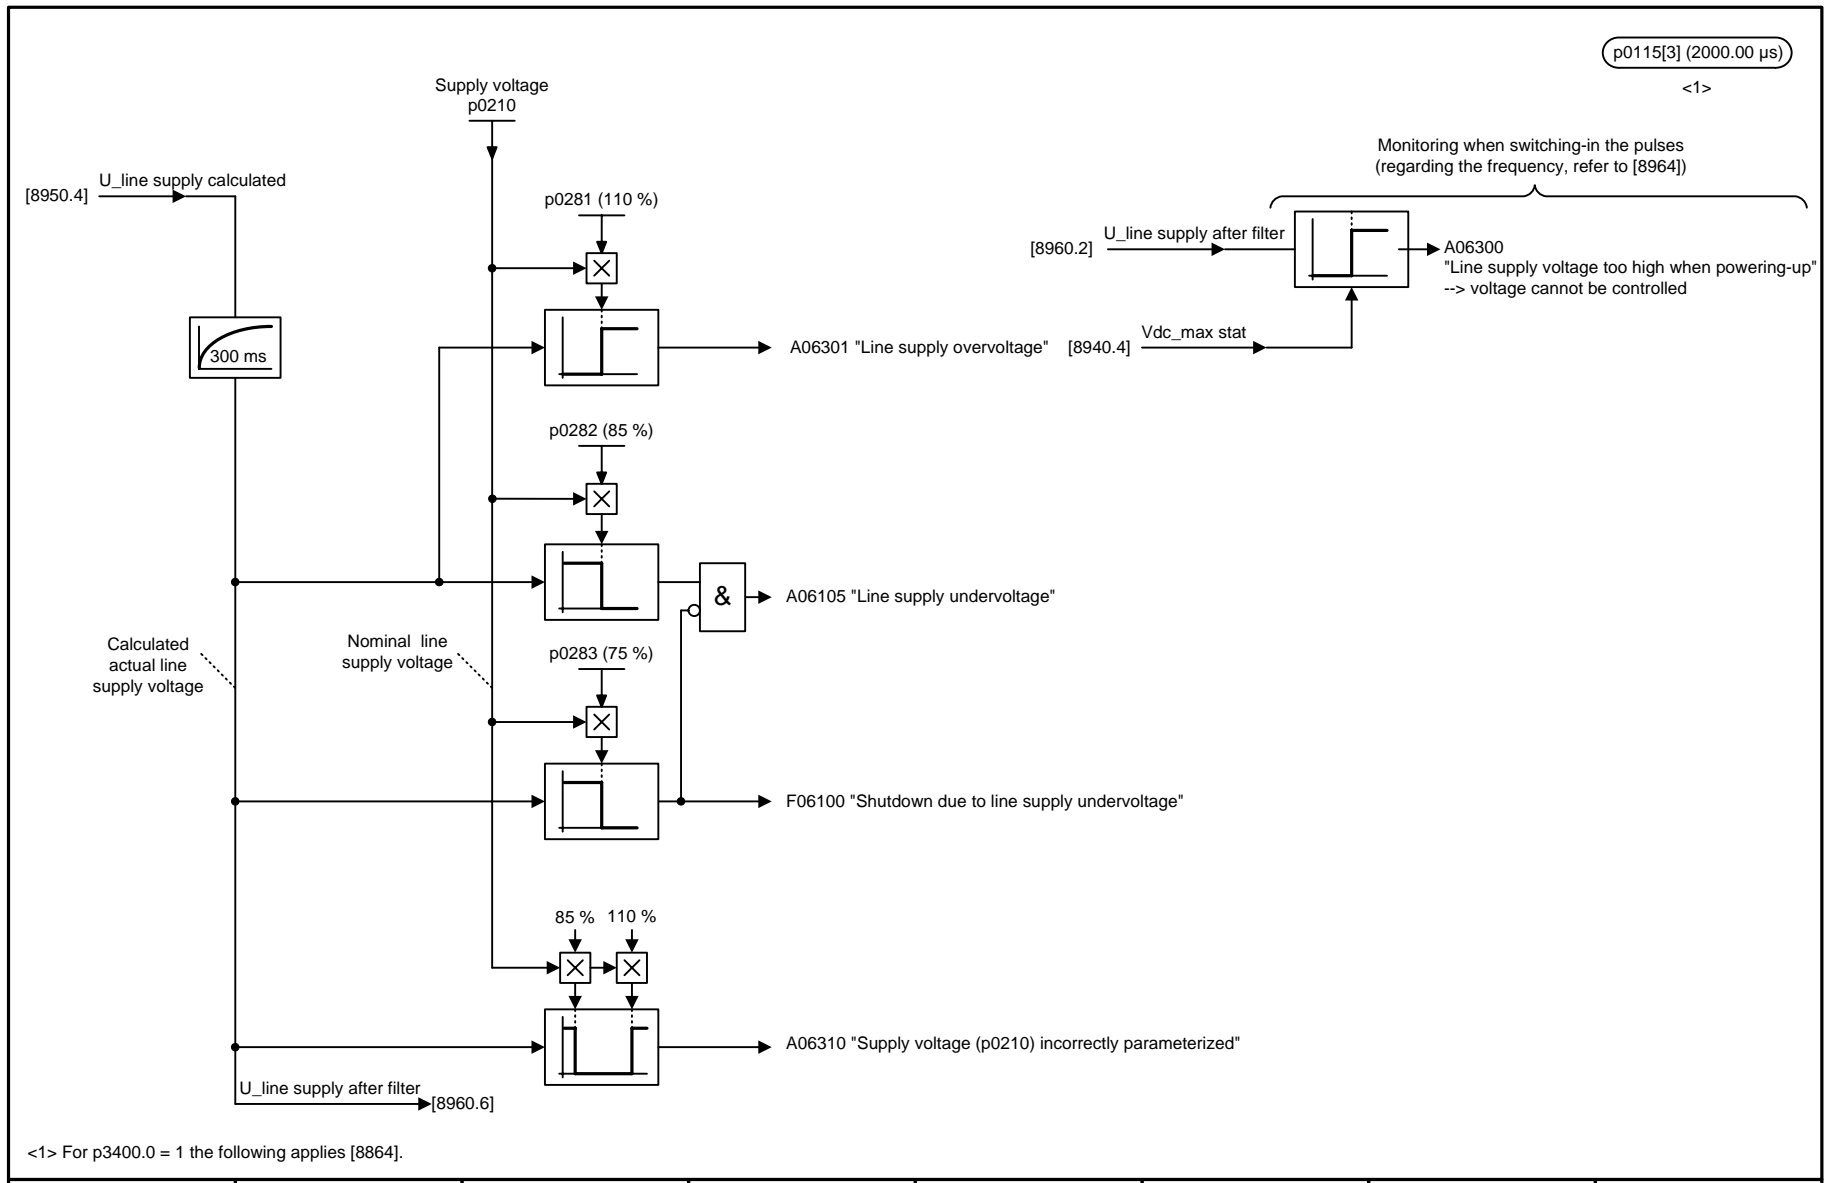 p0115[3] (2000.00 µs)
<1>
Supply voltage
p0210
Monitoring when switching-in the pulses
(regarding the frequency, refer to [8964])
[8950.4]
U_line supply calculated
p0281 (110 %)
[8960.2]
U_line supply after filter
A06300
"Line supply voltage too high when powering-up"
--> voltage cannot be controlled
300 ms
A06301 "Line supply overvoltage"
[8940.4]
Vdc_max stat
p0282 (85 %)
&
A06105 "Line supply undervoltage"
Calculated
actual line
supply voltage
Nominal line
supply voltage
p0283 (75 %)
F06100 "Shutdown due to line supply undervoltage"
85 %
110 %
A06310 "Supply voltage (p0210) incorrectly parameterized"
U_line supply after filter
[8960.6]
<1> For p3400.0 = 1 the following applies [8864].